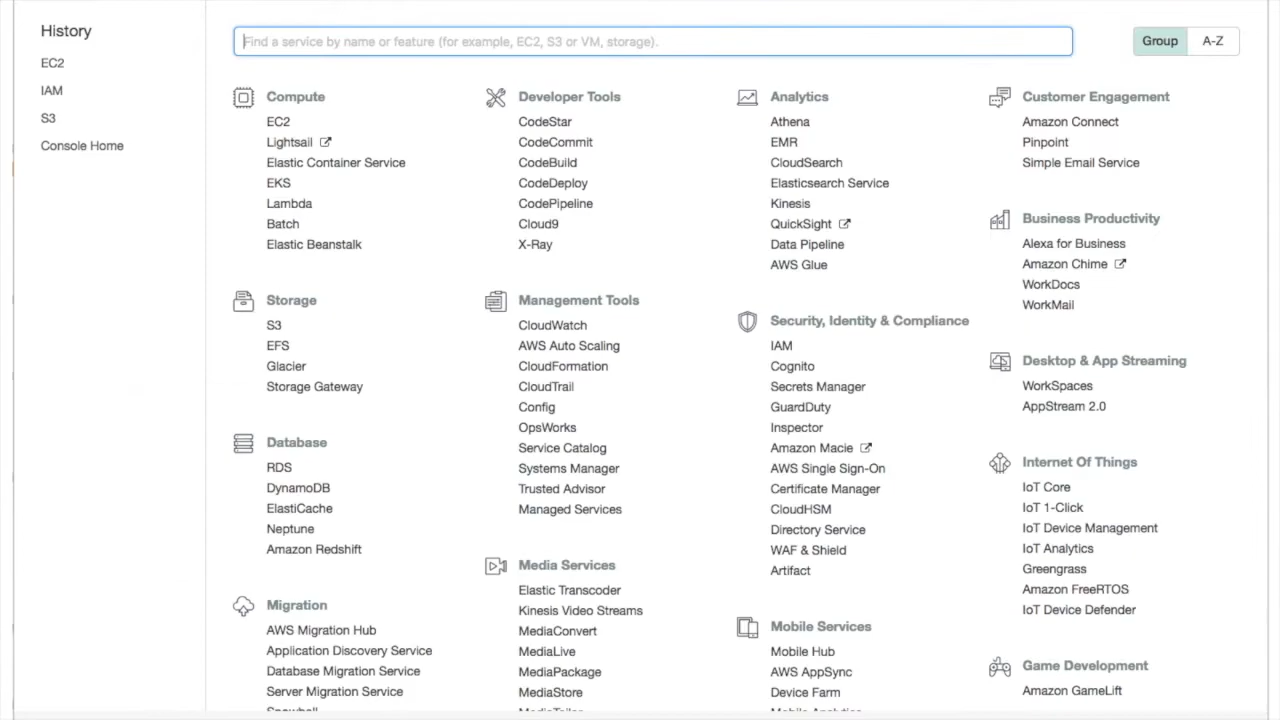 History
EC2
IAM
S3
Console Home
Find a service by name or feature (for example, EC2, S3 or VM, storage).
Group
A-Z
Compute
EC2
Lightsail
Elastic Container Service
EKS
Lambda
Batch
Elastic Beanstalk
Storage
S3
EFS
Glacier
Storage Gateway
Database
RDS
DynamoDB
ElastiCache
Neptune
Amazon Redshift
Migration
AWS Migration Hub
Application Discovery Service
Database Migration Service
Server Migration Service
Developer Tools
CodeStar
CodeCommit
CodeBuild
CodeDeploy
CodePipeline
Cloud9
X-Ray
Management Tools
CloudWatch
AWS Auto Scaling
CloudFormation
CloudTrail
Config
OpsWorks
Service Catalog
Systems Manager
Trusted Advisor
Managed Services
Media Services
Elastic Transcoder
Kinesis Video Streams
MediaConvert
MediaLive
MediaPackage
MediaStore
Analytics
Athena
EMR
CloudSearch
Elasticsearch Service
Kinesis
QuickSight
Data Pipeline
AWS Glue
Security, Identity & Compliance
IAM
Cognito
Secrets Manager
GuardDuty
Inspector
Amazon Macie
AWS Single Sign-On
Certificate Manager
CloudHSM
Directory Service
WAF & Shield
Artifact
Mobile Services
Mobile Hub
AWS AppSync
Device Farm
Customer Engagement
Amazon Connect
Pinpoint
Simple Email Service
Business Productivity
Alexa for Business
Amazon Chime
WorkDocs
WorkMail
Desktop & App Streaming
WorkSpaces
AppStream 2.0
Internet Of Things
IoT Core
IoT 1-Click
IoT Device Management
IoT Analytics
Greengrass
Amazon FreeRTOS
IoT Device Defender
Game Development
Amazon GameLift